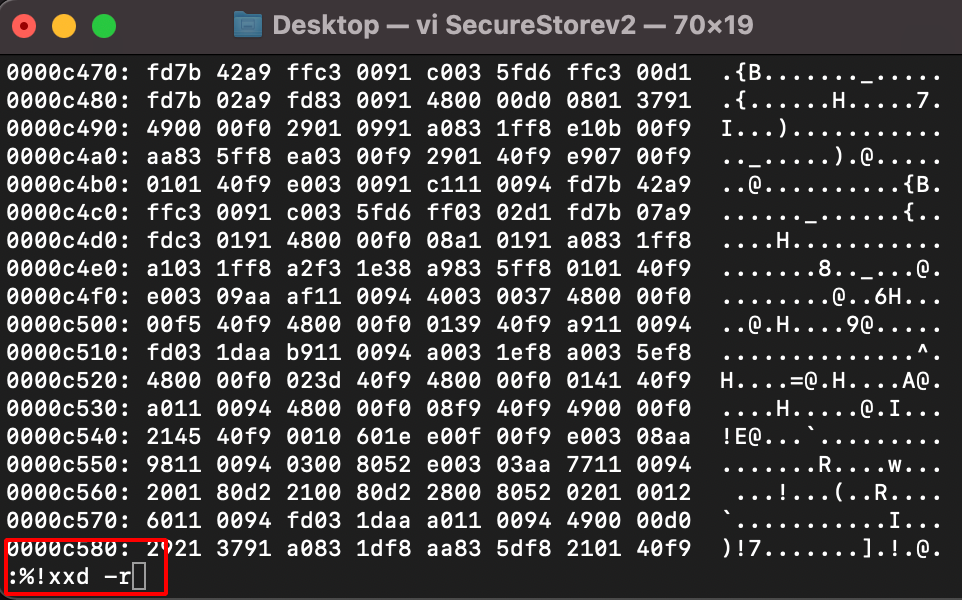 Desktop — vi SecureStorev2 — 70×19
0000c470: fd7b 42a9 ffc3 0091 c003 5fd6 ffc3 00d1  .{B......._.....
0000c480: fd7b 02a9 fd83 0091 4800 00d0 0801 3791  .{......H.....7.
0000c490: 4900 00f0 2901 0991 a083 1ff8 e10b 00f9  I...)...........
0000c4a0: aa83 5ff8 ea03 00f9 2901 40f9 e907 00f9  .._.....).@.....
0000c4b0: 0101 40f9 e003 0091 c111 0094 fd7b 42a9  ..@..........{B.
0000c4c0: ffc3 0091 c003 5fd6 ff03 02d1 fd7b 07a9  ......_......{..
0000c4d0: fdc3 0191 4800 00f0 08a1 0191 a083 1ff8  ....H...........
0000c4e0: a103 1ff8 a2f3 1e38 a983 5ff8 0101 40f9  .......8.._...@.
0000c4f0: e003 09aa af11 0094 4003 0037 4800 00f0  ........@..6H...
0000c500: 00f5 40f9 4800 00f0 0139 40f9 a911 0094  ..@.H....9@.....
0000c510: fd03 1daa b911 0094 a003 1ef8 a003 5ef8  ..............^.
0000c520: 4800 00f0 023d 40f9 4800 00f0 0141 40f9  H....=@.H....A@.
0000c530: a011 0094 4800 00f0 08f9 40f9 4900 00f0  ....H.....@.I...
0000c540: 2145 40f9 0010 601e e00f 00f9 e003 08aa  !E@...`.........
0000c550: 9811 0094 0300 8052 e003 03aa 7711 0094  .......R....w...
0000c560: 2001 80d2 2100 80d2 2800 8052 0201 0012   ...!...(..R....
0000c570: 6011 0094 fd03 1daa a011 0094 4900 00d0  `...........I...
0000c580: 2921 3791 a083 1df8 aa83 5df8 2101 40f9  )!7.......].!.@.
:%!xxd -r